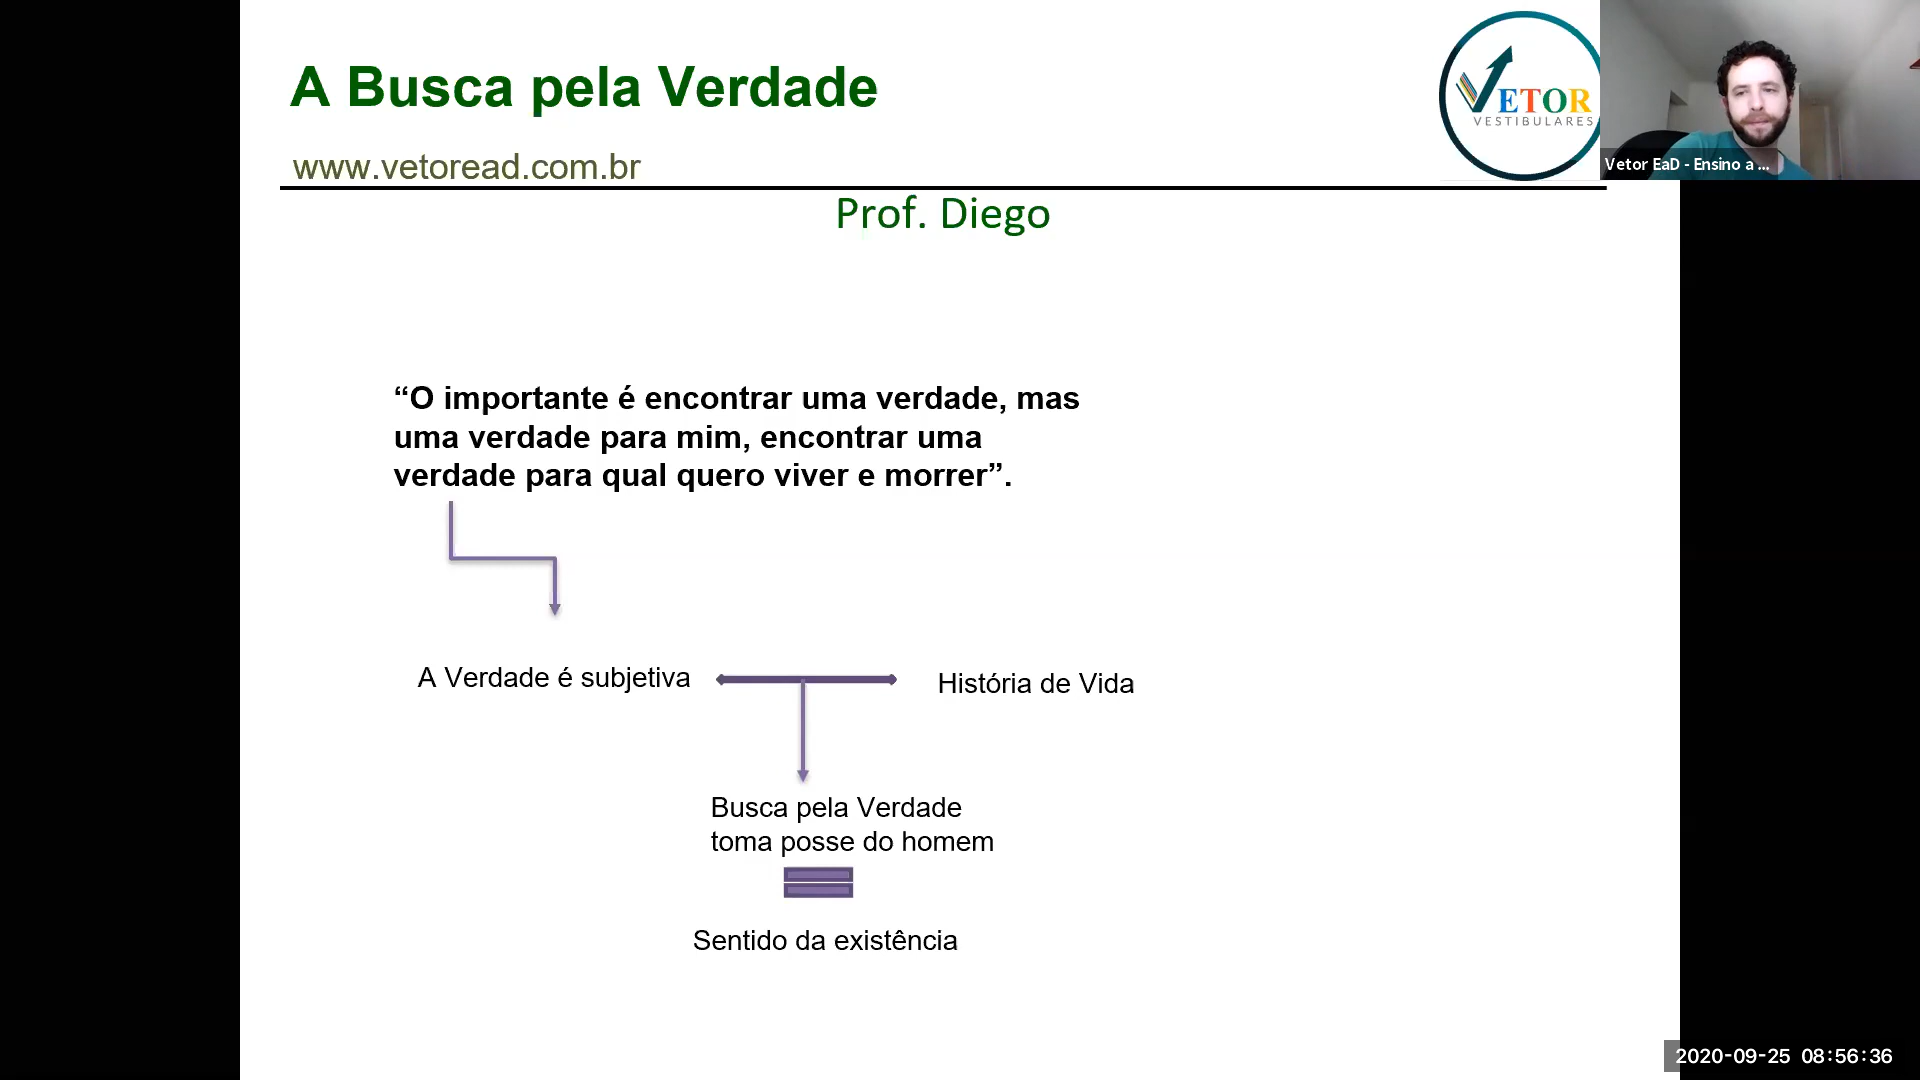 A Busca pela Verdade
www.vetoread.com.br
VETOR
VESTIBULARES
Vetor EaD - Ensino a ...
Prof. Diego
“O importante é encontrar uma verdade, mas
uma verdade para mim, encontrar uma
verdade para qual quero viver e morrer”.
A Verdade é subjetiva
História de Vida
Busca pela Verdade
toma posse do homem
Sentido da existência
2020-09-25 08:56:36